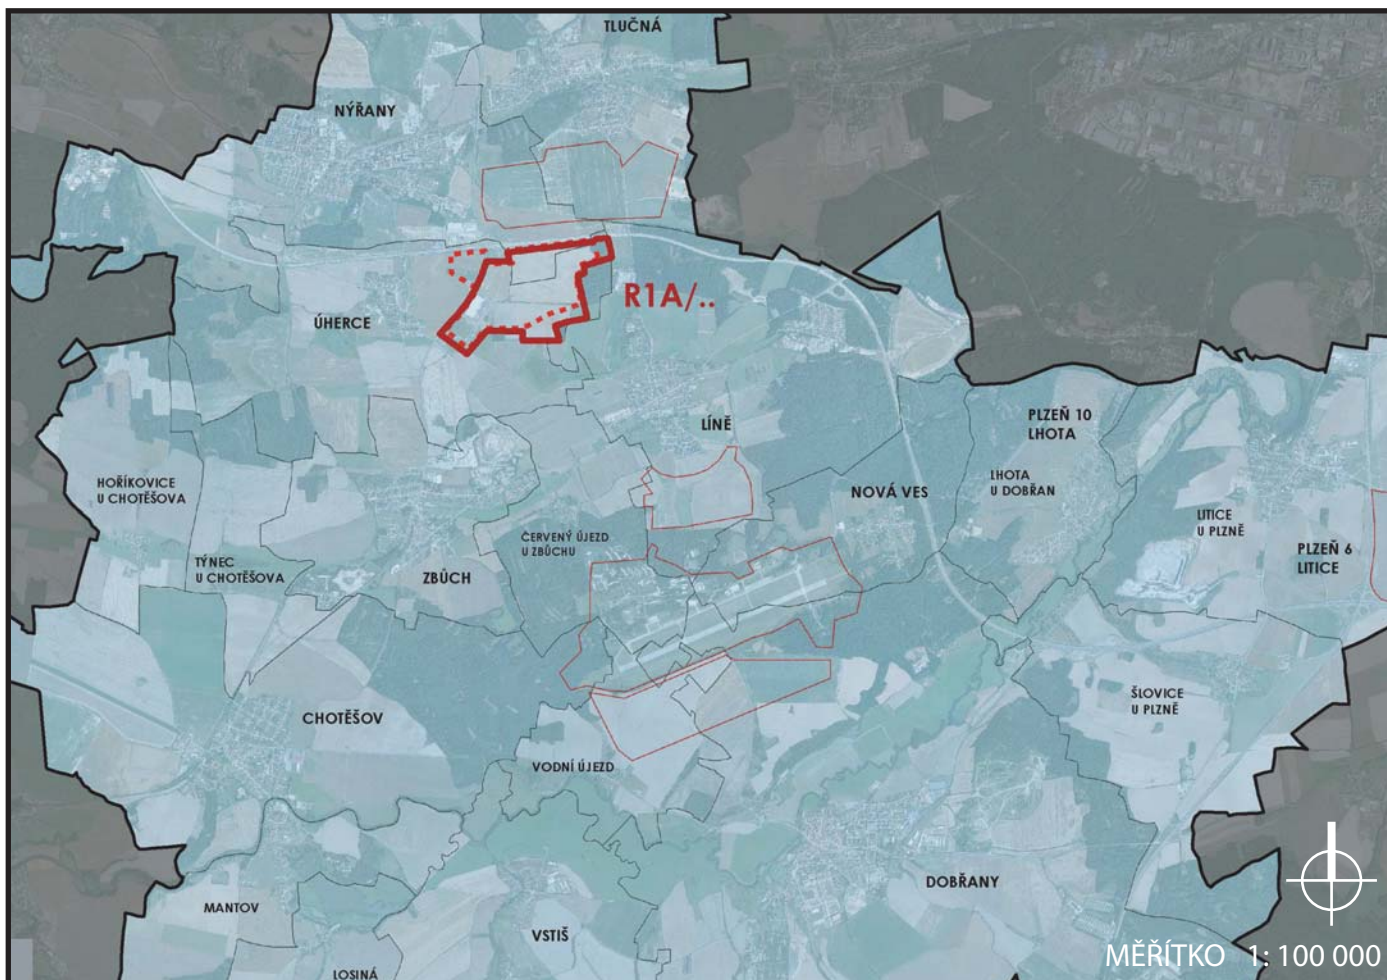 TLUČNÁ
NÝŘANY
R1A/..
ÚHERCE
PLZEŇ 10
LHOTA
LÍNĚ
HOŘÍKOVICE
U CHOTĚŠOVA
NOVÁ VES
LHOTA
U DOBŘAN
LITICE
U PLZNĚ
ČERVENÝ ÚJEZD
U ZBŮCHU
PLZEŇ 6
LITICE
TÝNEC
U CHOTĚŠOVA
ZBŮCH
ŠLOVICE
U PLZNĚ
CHOTĚŠOV
VODNÍ ÚJEZD
DOBŘANY
MANTOV
VSTIŠ
MĚŘÍTKO 1: 100 000
LOSINÁ